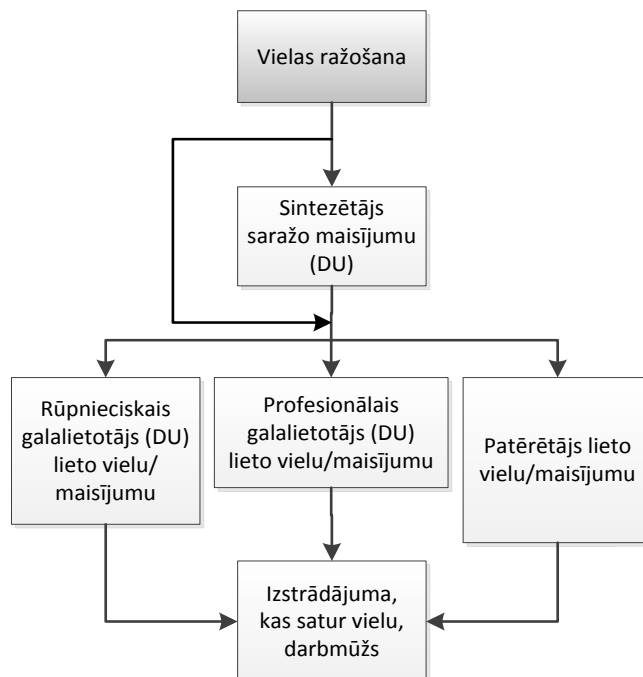 Vielas ražošana
Sintezētājs
saražo maisījumu
(DU)
Rūpnieciskais
galalietotājs (DU)
lieto vielu/
maisījumu
Profesionālais
galalietotājs (DU)
lieto vielu/maisījumu
Patērētājs lieto
vielu/maisījumu
Izstrādājuma,
kas satur vielu,
darbmūžs